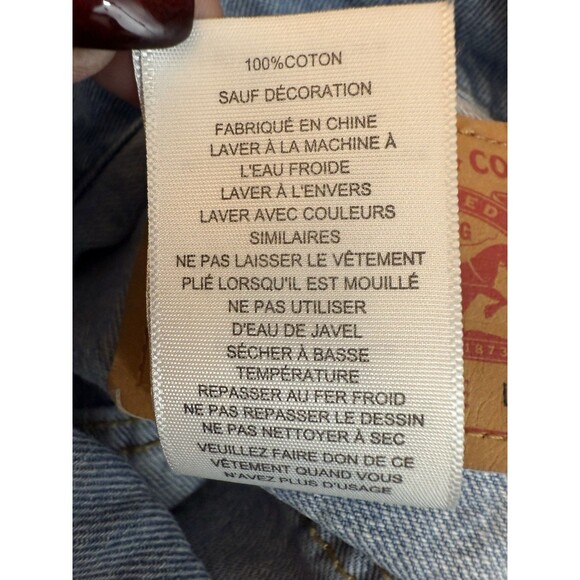 100%COTON
SAUF DÉCORATION
FABRIQUÉ EN CHINE
LAVER À LA MACHINE À
L'EAU FROIDE
LAVER À L'ENVERS
LAVER AVEC COULEURS
SIMILAIRES
NE PAS LAISSER LE VÊTEMENT
PLIÉ LORSQU'IL EST MOUILLÉ
NE PAS UTILISER
D'EAU DE JAVEL
SÉCHER À BASSE
TEMPÉRATURE
REPASSER AU FER FROID
NE PAS REPASSER LE DESSIN
NE PAS NETTOYER À SEC
VEUILLEZ FAIRE DON DE CE
VÊTEMENT QUAND VOUS
N'AVEZ PLUS D'USAGE